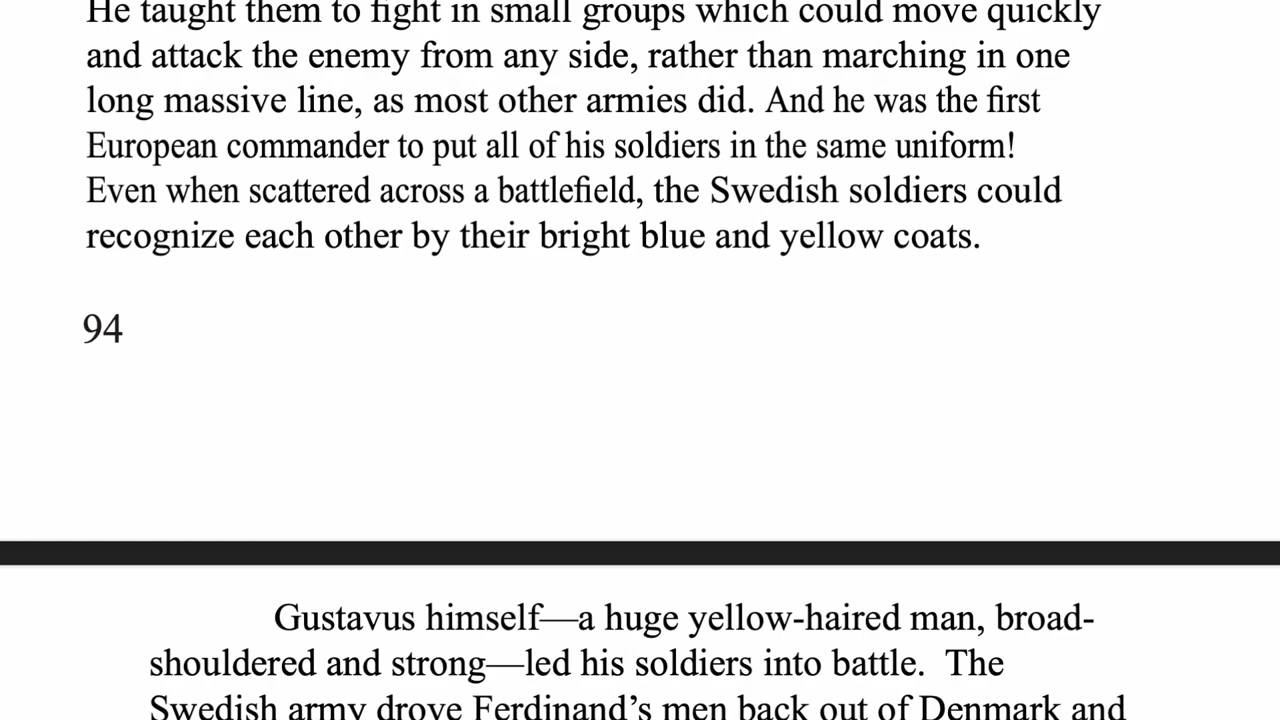 He taught them to fight in small groups which could move quickly
and attack the enemy from any side, rather than marching in one
long massive line, as most other armies did. And he was the first
European commander to put all of his soldiers in the same uniform!
Even when scattered across a battlefield, the Swedish soldiers could
recognize each other by their bright blue and yellow coats.
94
Gustavus himself—a huge yellow-haired man, broad-
shouldered and strong—led his soldiers into battle.  The
Swedish army drove Ferdinand’s men back out of Denmark and